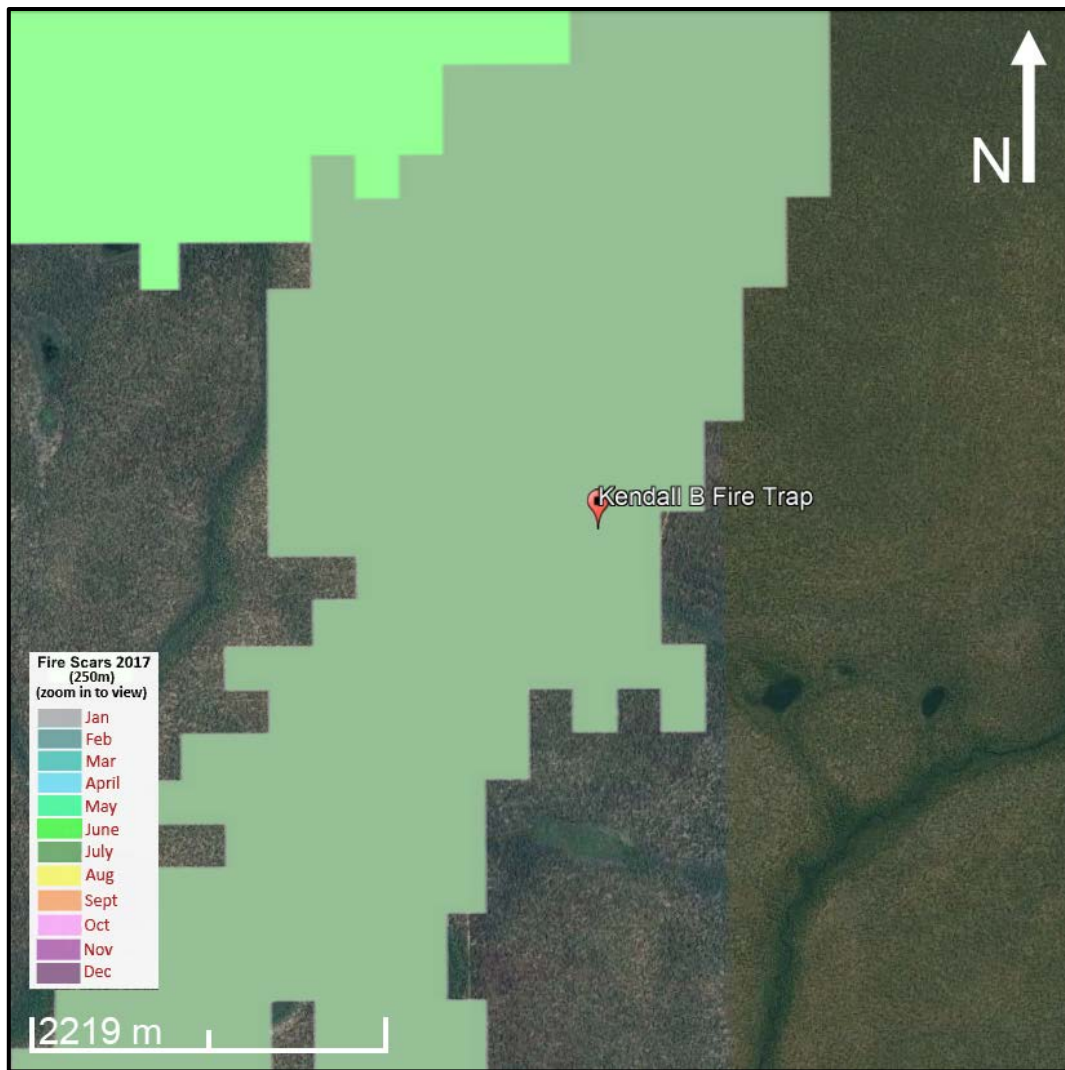 N
Kendall B Fire Trap
Fire Scars 2017
(250m)
(zoom in to view)
Jan
Feb
Mar
April
May
June
July
Aug
Sept
Oct
Nov
Dec
2219 m